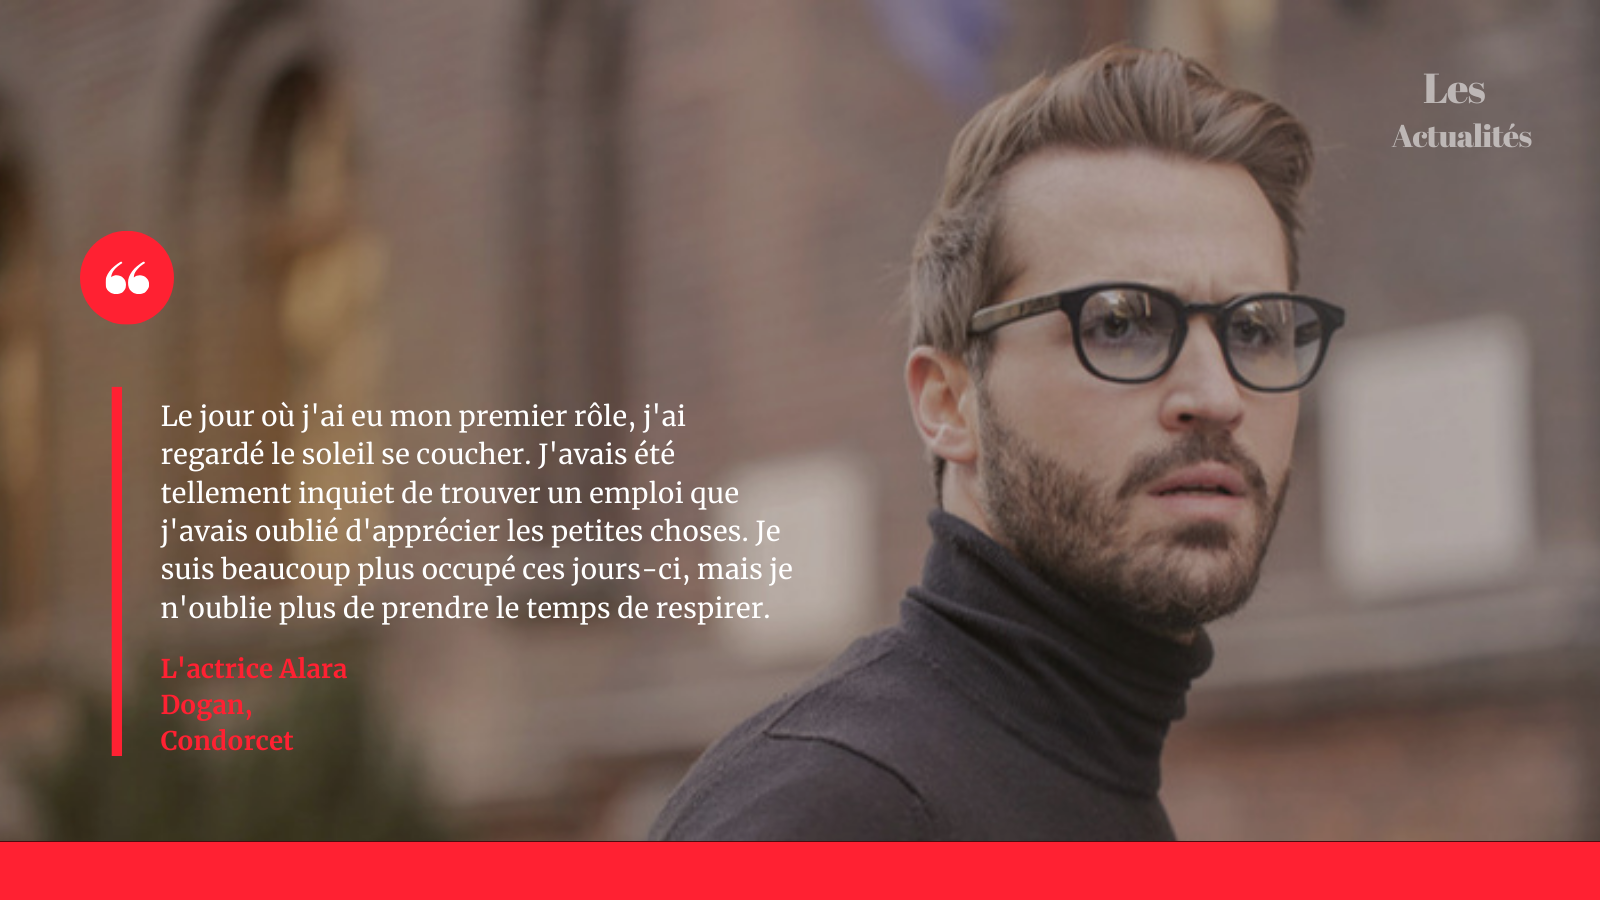 Les
Actualités
Le jour où j'ai eu mon premier rôle, j'ai
regardé le soleil se coucher. J'avais été
tellement inquiet de trouver un emploi que
j'avais oublié d'apprécier les petites choses. Je
suis beaucoup plus occupé ces jours-ci, mais je
n'oublie plus de prendre le temps de respirer.
L'actrice Alara
Dogan,
Condorcet